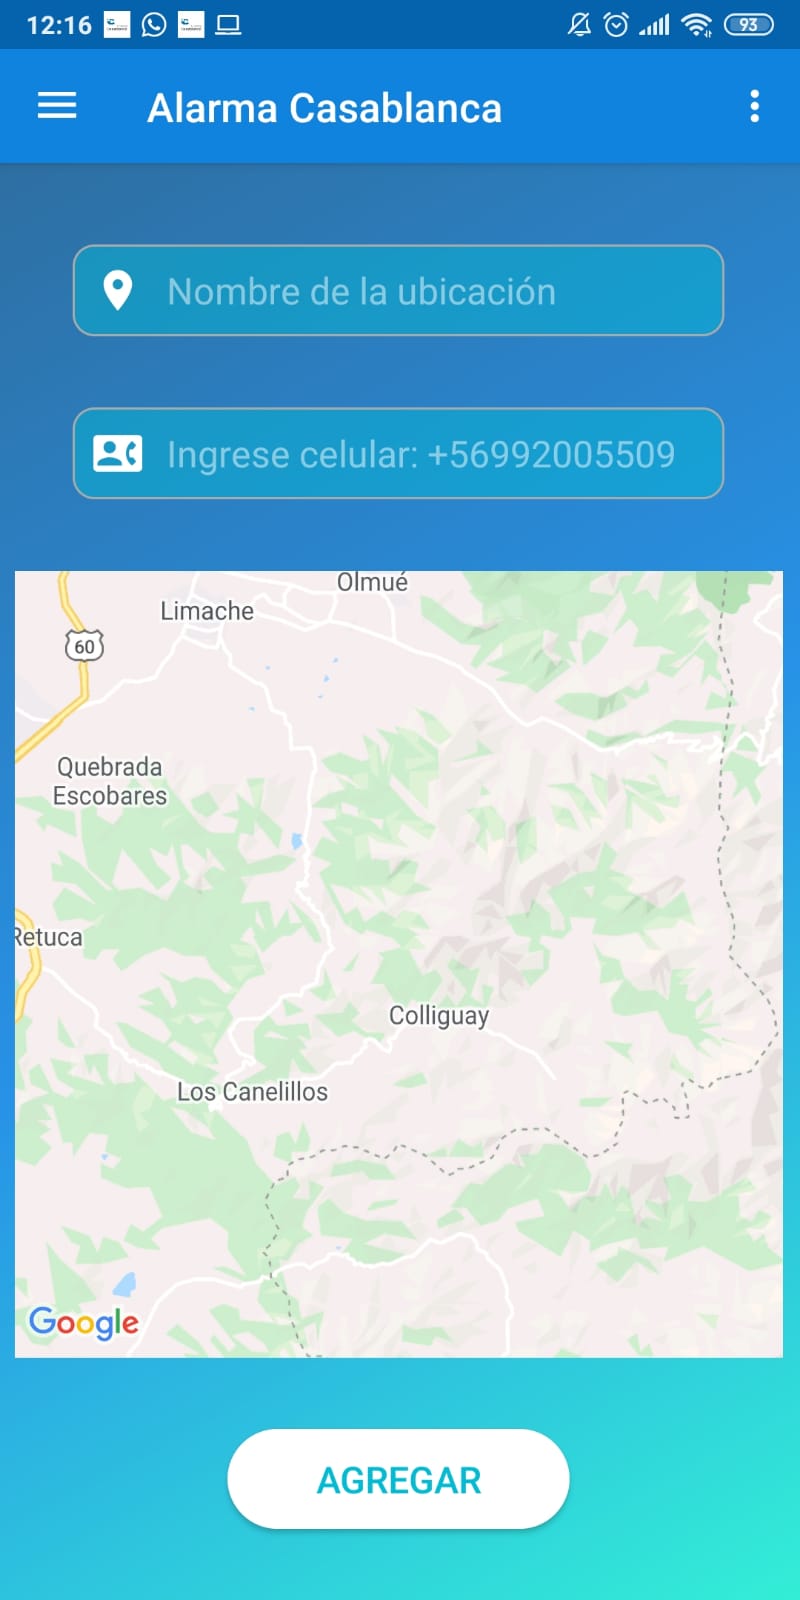 12:16
93
Alarma Casablanca
Nombre de la ubicación
Ingrese celular: +56992005509
Olmué
Limache
60
Quebrada
Escobares
Retuca
Colliguay
Los Canelillos
Google
AGREGAR